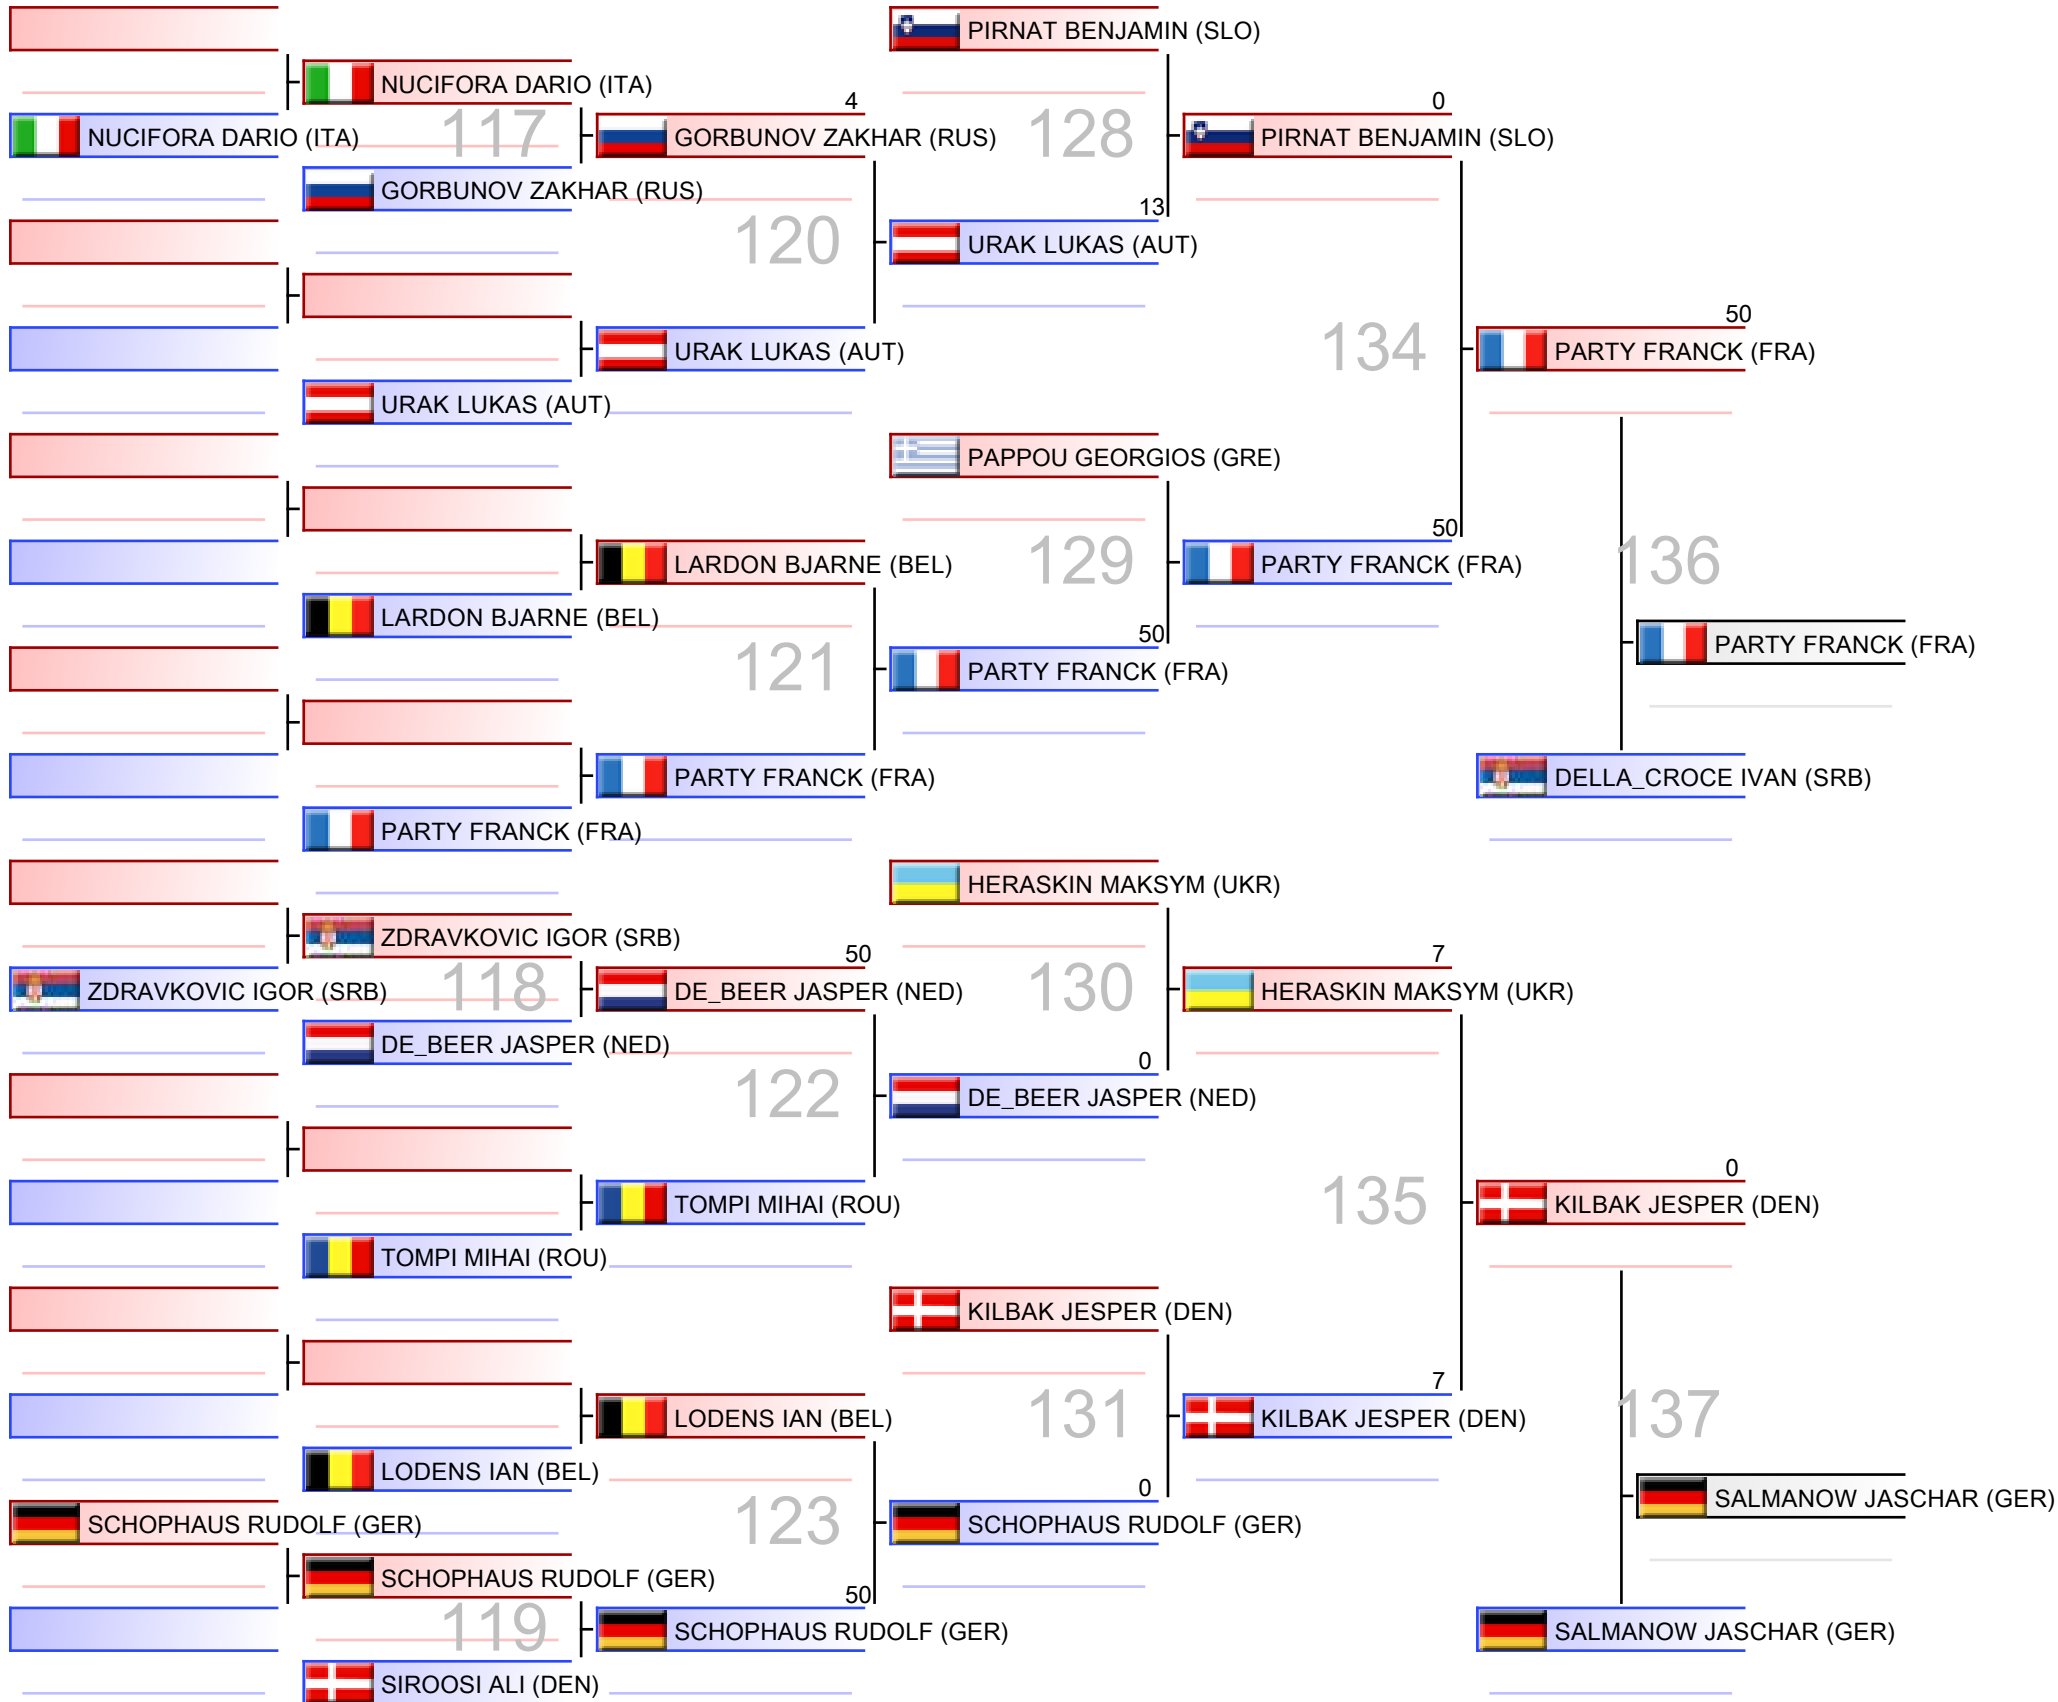 PIRNAT BENJAMIN (SLO)
NUCIFORA DARIO (ITA)
4
0
NUCIFORA DARIO (ITA)
117
GORBUNOV ZAKHAR (RUS)
128
PIRNAT BENJAMIN (SLO)
GORBUNOV ZAKHAR (RUS)
13
120
URAK LUKAS (AUT)
50
URAK LUKAS (AUT)
134
PARTY FRANCK (FRA)
URAK LUKAS (AUT)
PAPPOU GEORGIOS (GRE)
50
LARDON BJARNE (BEL)
129
PARTY FRANCK (FRA)
136
LARDON BJARNE (BEL)
50
121
PARTY FRANCK (FRA)
PARTY FRANCK (FRA)
PARTY FRANCK (FRA)
DELLA_CROCE IVAN (SRB)
PARTY FRANCK (FRA)
HERASKIN MAKSYM (UKR)
ZDRAVKOVIC IGOR (SRB)
50
7
ZDRAVKOVIC IGOR (SRB)
118
DE_BEER JASPER (NED)
130
HERASKIN MAKSYM (UKR)
DE_BEER JASPER (NED)
0
122
DE_BEER JASPER (NED)
0
TOMPI MIHAI (ROU)
135
KILBAK JESPER (DEN)
TOMPI MIHAI (ROU)
KILBAK JESPER (DEN)
7
LODENS IAN (BEL)
131
KILBAK JESPER (DEN)
137
LODENS IAN (BEL)
0
SALMANOW JASCHAR (GER)
SCHOPHAUS RUDOLF (GER)
123
SCHOPHAUS RUDOLF (GER)
SCHOPHAUS RUDOLF (GER)
50
119
SCHOPHAUS RUDOLF (GER)
SALMANOW JASCHAR (GER)
SIROOSI ALI (DEN)